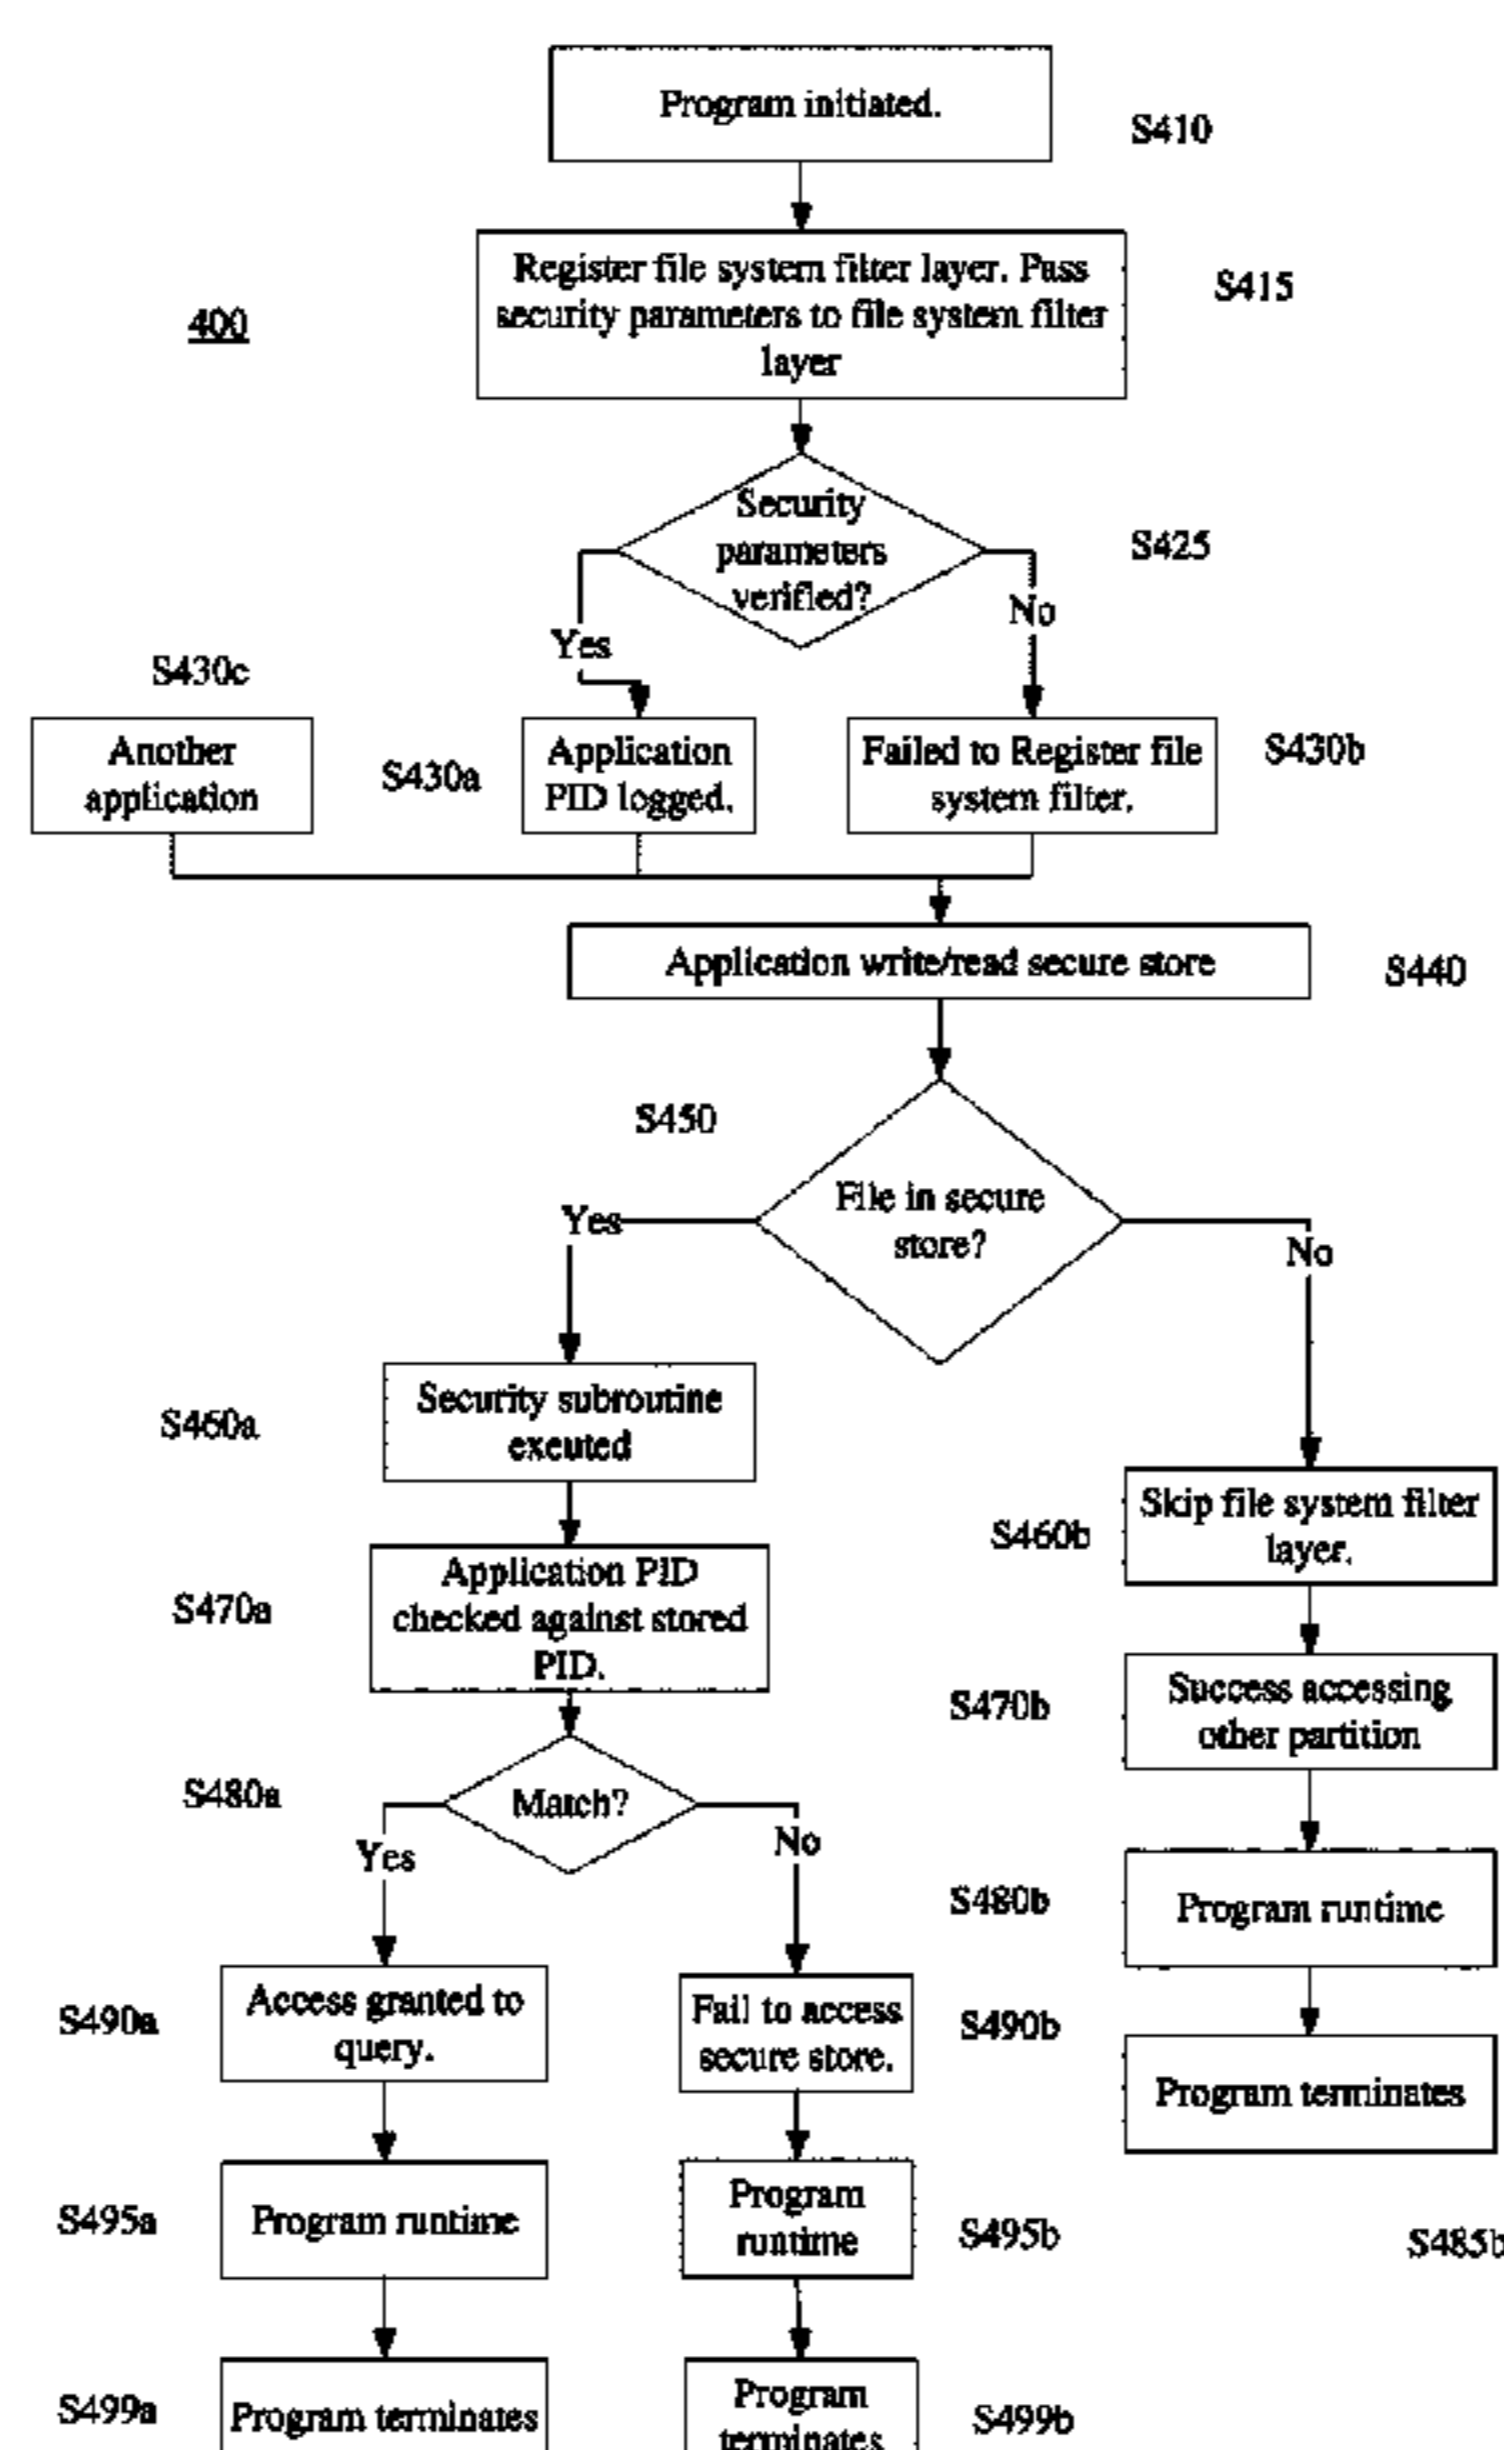 Program initiated.
S410
Register file system filter layer. Pass
security parameters to file system filter
layer
S415
400
Security
parameters
verified?
S425
Yes
No
S430c
Another
application
S430a
Application
PID logged.
Failed to Register file
system filter.
S430b
Application write/read secure store
S440
S450
File in secure
store?
Yes
No
S460a
Security subroutine
exeuted
S460b
Skip file system filter
layer.
S470a
Application PID
checked against stored
PID.
S470b
Success accessing
other partition
S480a
Match?
Yes
No
S480b
Program runtime
S490a
Access granted to
query.
Fail to access
secure store.
S490b
Program terminates
S495a
Program runtime
Program
runtime
S495b
S485b
S499a
Program terminates
Program
terminates
S499b